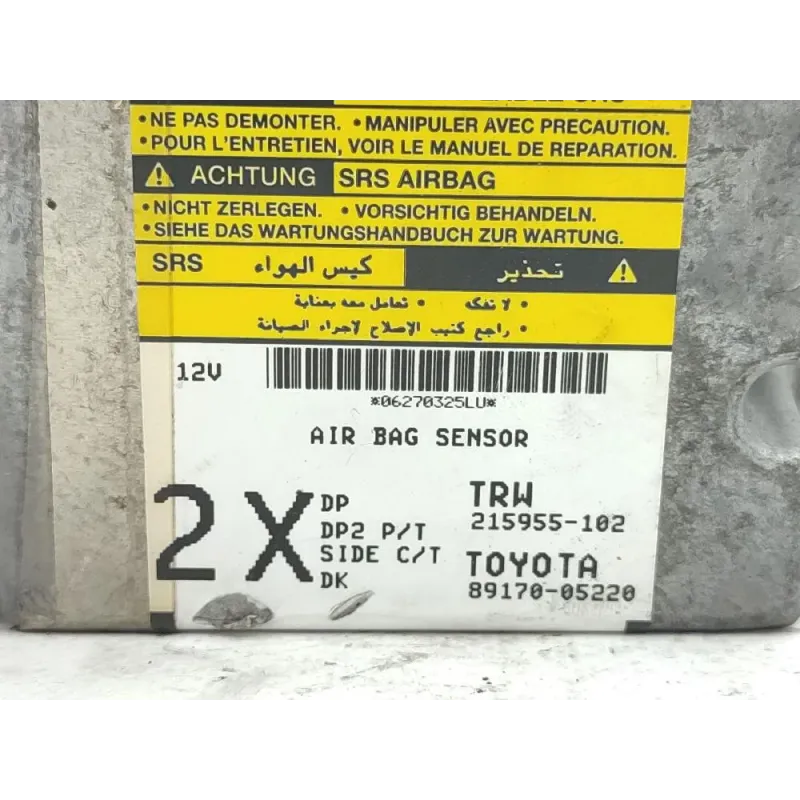 •NE PAS DEMONTER. •MANIPULER AVEC PRECAUTION.
•POUR L'ENTRETIEN, VOIR LE MANUEL DE REPARATION.
ACHTUNG SRS AIRBAG
•NICHT ZERLEGEN. •VORSICHTIG BEHANDELN.
•SIEHE DAS WARTUNGSHANDBUCH ZUR WARTUNG.
تحذير كيس الهواء SRS
• لا تفكه • تعامل معه بعناية
• راجع كتيب الإصلاح لاجراء الصيانة
12V
*06270325LU*
AIR BAG SENSOR
2X
DP
DP2 P/T
SIDE C/T
DK
TRW
215955-102
TOYOTA
89170-05220